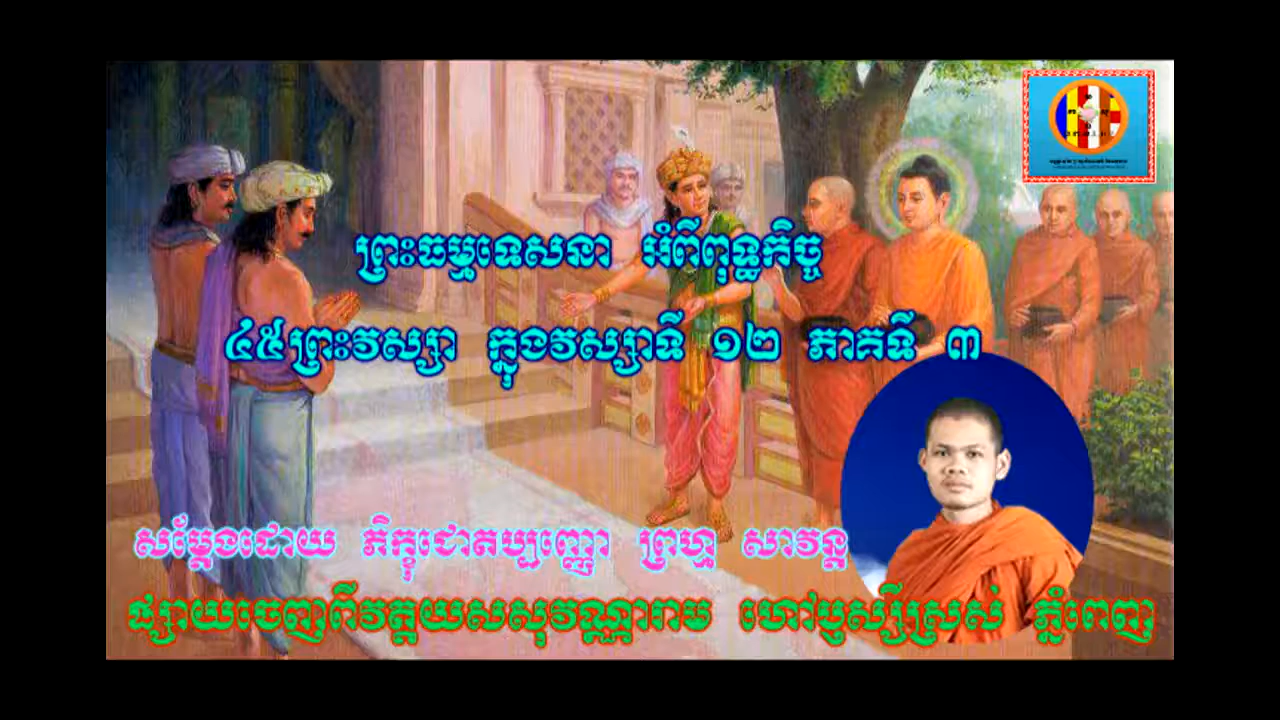 ព្រះធម្មទេសនា អំពីពុទ្ធកិច្ច
៤៥ព្រះវស្សា ក្នុងវស្សាទី ១២ ភាគទី ៣
សម្តែងដោយ ភិក្ខុជោតប្បញ្ញោ ព្រហ្ម សាវន្ត
ផ្សាយចេញពីវត្តយសសុវណ្ណារាម ហៅឫស្សីស្រស់ ភ្នំពេញ